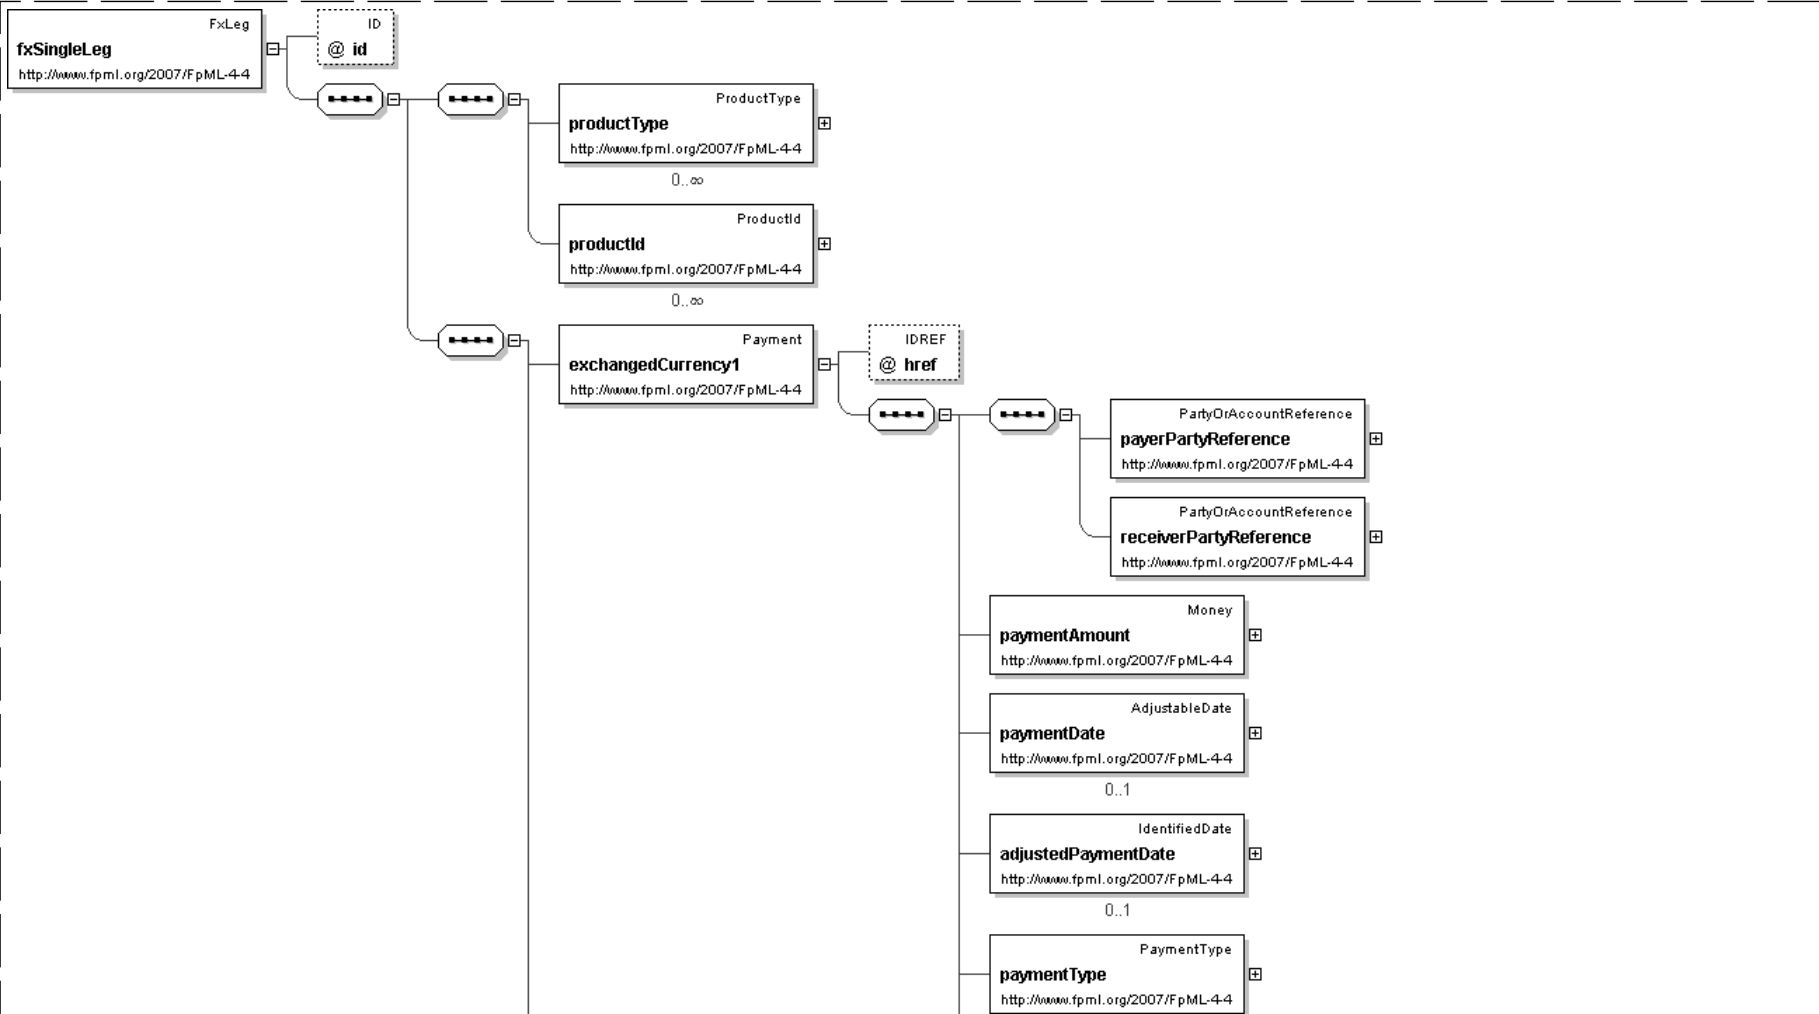 FxLeg
fxSingleLeg
http://www.fpml.org/2007/FpML-4-4
ID
@ id
ProductType
productType
http://www.fpml.org/2007/FpML-4-4
0..∞
ProductId
productId
http://www.fpml.org/2007/FpML-4-4
0..∞
Payment
exchangedCurrency1
http://www.fpml.org/2007/FpML-4-4
IDREF
@ href
PartyOrAccountReference
payerPartyReference
http://www.fpml.org/2007/FpML-4-4
PartyOrAccountReference
receiverPartyReference
http://www.fpml.org/2007/FpML-4-4
Money
paymentAmount
http://www.fpml.org/2007/FpML-4-4
AdjustableDate
paymentDate
http://www.fpml.org/2007/FpML-4-4
0..1
IdentifiedDate
adjustedPaymentDate
http://www.fpml.org/2007/FpML-4-4
0..1
PaymentType
paymentType
http://www.fpml.org/2007/FpML-4-4